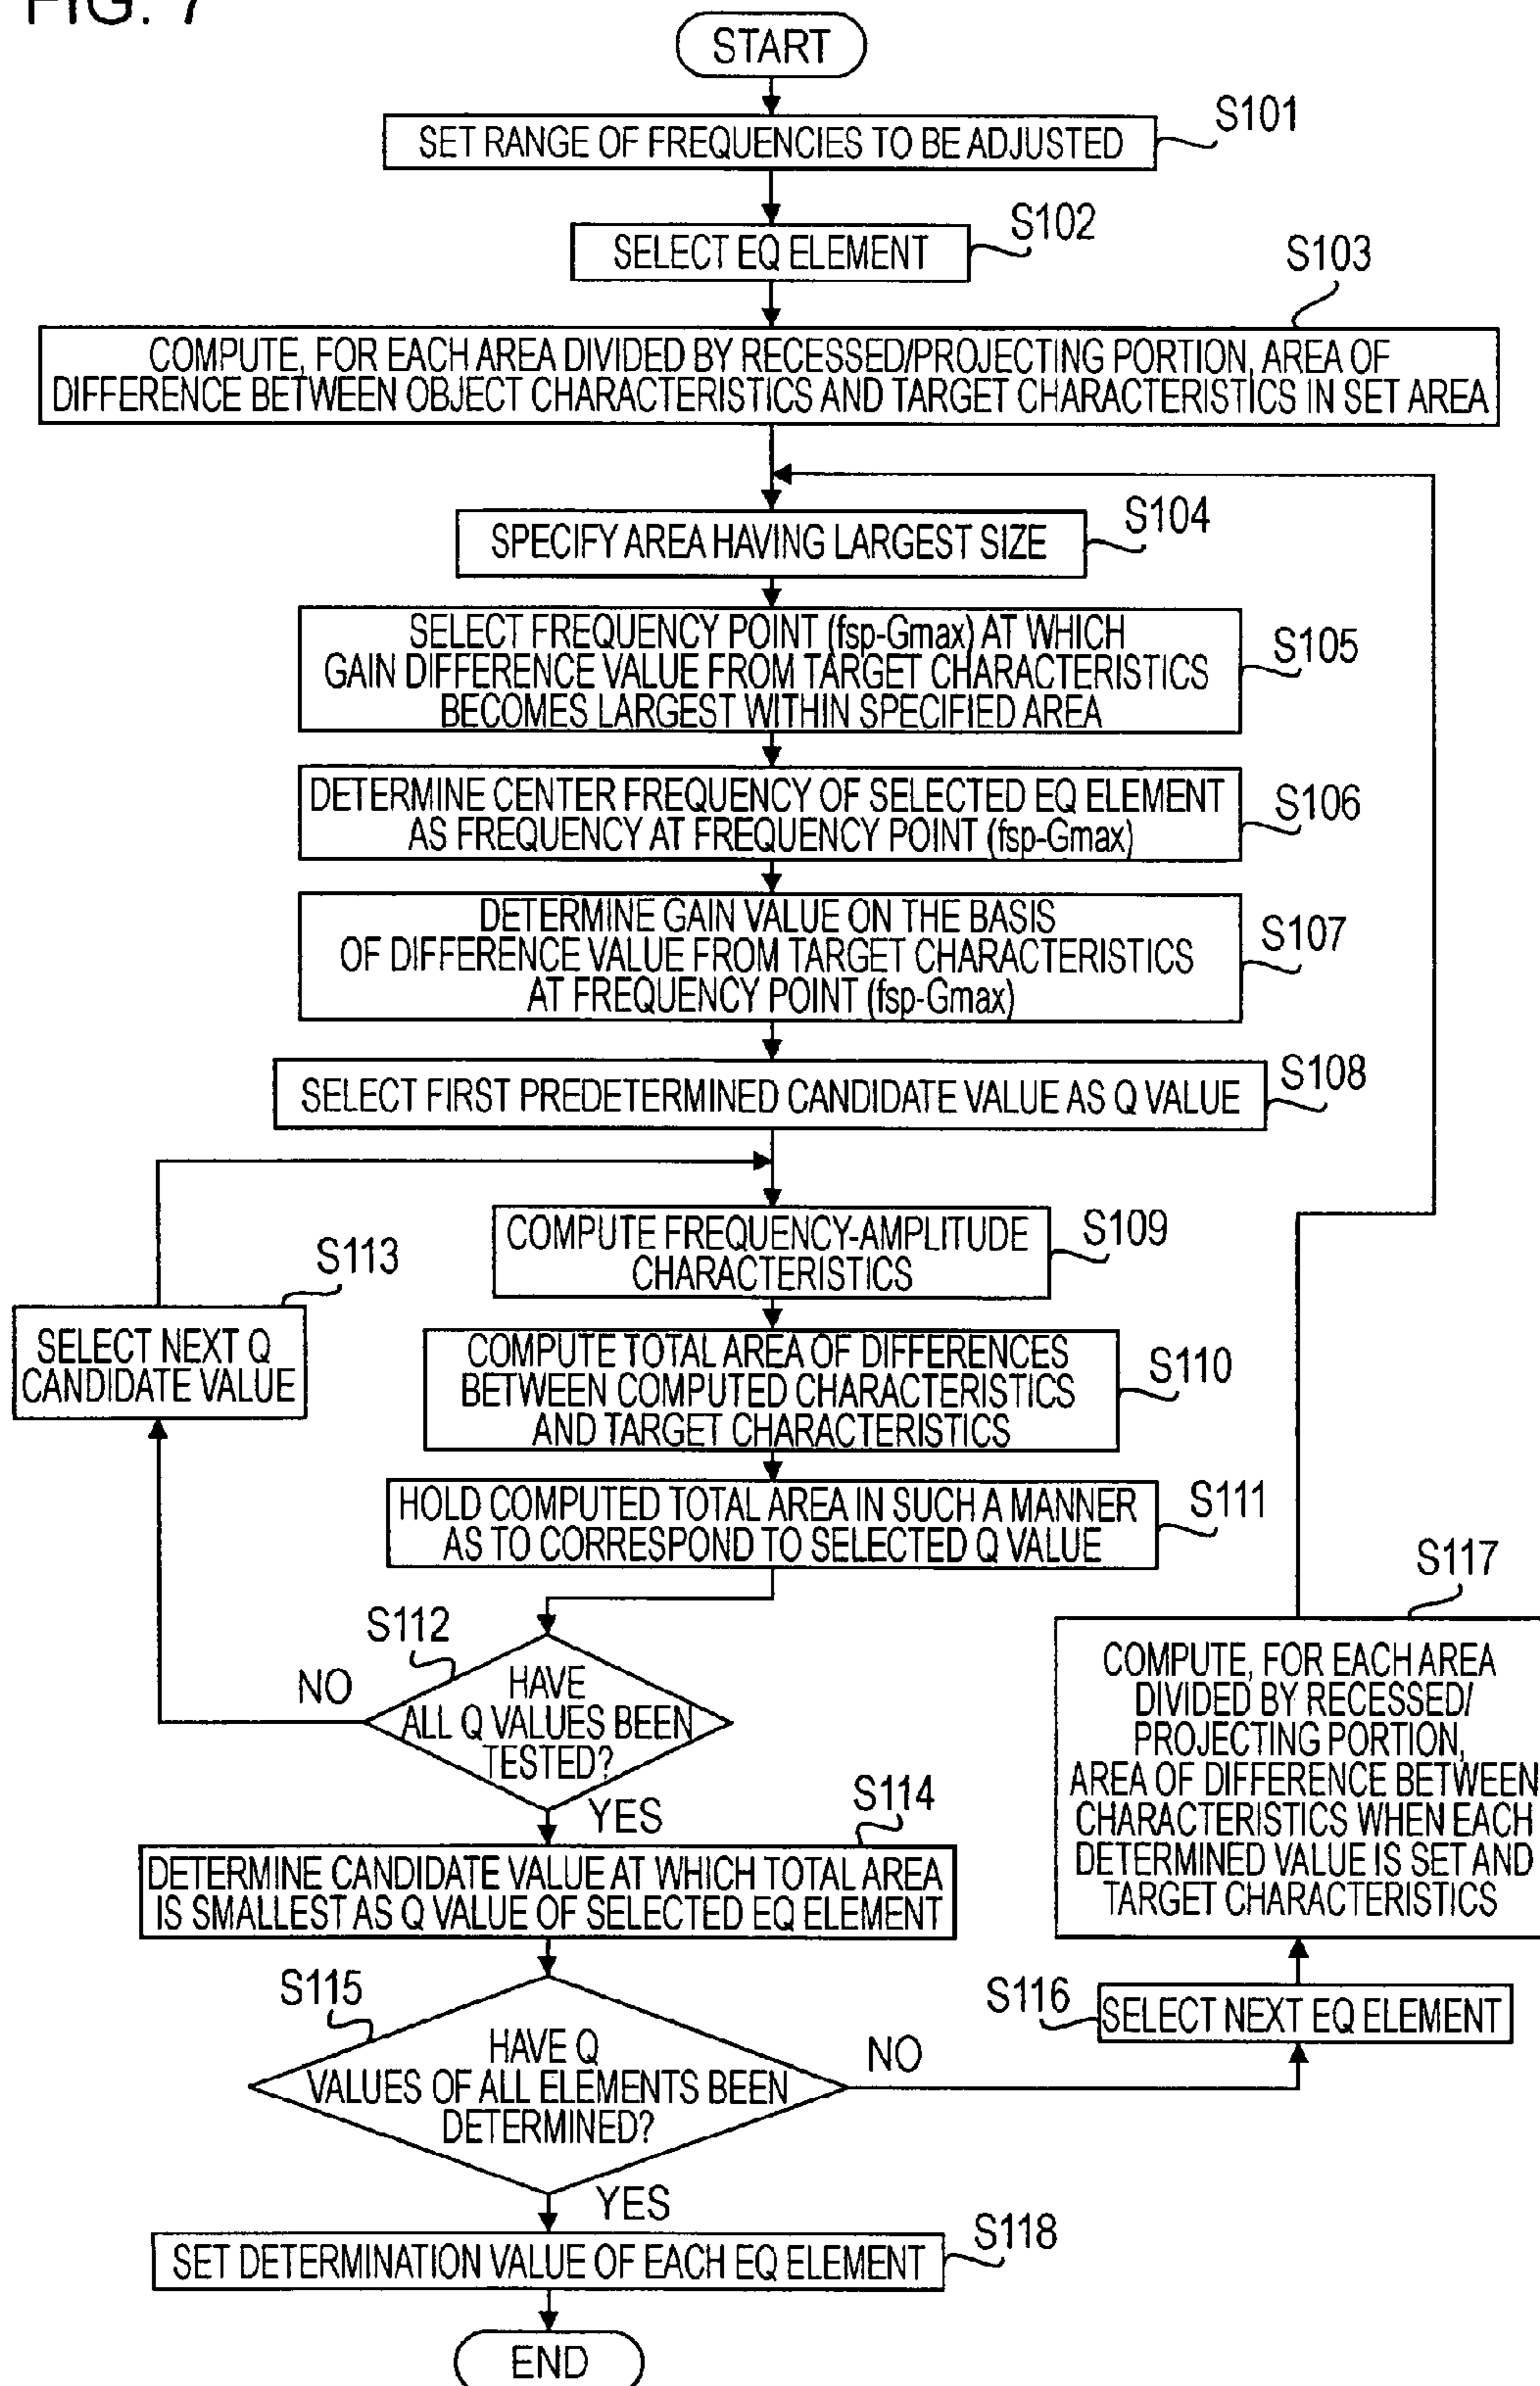 FIG. 7
START
SET RANGE OF FREQUENCIES TO BE ADJUSTED
S101
SELECT EQ ELEMENT
S102
S103
COMPUTE, FOR EACH AREA DIVIDED BY RECESSED/PROJECTING PORTION, AREA OF
DIFFERENCE BETWEEN OBJECT CHARACTERISTICS AND TARGET CHARACTERISTICS IN SET AREA
SPECIFY AREA HAVING LARGEST SIZE
S104
SELECT FREQUENCY POINT (fsp-Gmax) AT WHICH
GAIN DIFFERENCE VALUE FROM TARGET CHARACTERISTICS
BECOMES LARGEST WITHIN SPECIFIED AREA
S105
DETERMINE CENTER FREQUENCY OF SELECTED EQ ELEMENT
AS FREQUENCY AT FREQUENCY POINT (fsp-Gmax)
S106
DETERMINE GAIN VALUE ON THE BASIS
OF DIFFERENCE VALUE FROM TARGET CHARACTERISTICS
AT FREQUENCY POINT (fsp-Gmax)
S107
SELECT FIRST PREDETERMINED CANDIDATE VALUE AS Q VALUE
S108
COMPUTE FREQUENCY-AMPLITUDE
CHARACTERISTICS
S109
S113
SELECT NEXT Q
CANDIDATE VALUE
COMPUTE TOTAL AREA OF DIFFERENCES
BETWEEN COMPUTED CHARACTERISTICS
AND TARGET CHARACTERISTICS
S110
HOLD COMPUTED TOTAL AREA IN SUCH A MANNER
AS TO CORRESPOND TO SELECTED Q VALUE
S111
S112
NO
HAVE
ALL Q VALUES BEEN
TESTED?
YES
S114
DETERMINE CANDIDATE VALUE AT WHICH TOTAL AREA
IS SMALLEST AS Q VALUE OF SELECTED EQ ELEMENT
S115
HAVE Q
VALUES OF ALL ELEMENTS BEEN
DETERMINED?
NO
S116
SELECT NEXT EQ ELEMENT
S117
COMPUTE, FOR EACH AREA
DIVIDED BY RECESSED/
PROJECTING PORTION,
AREA OF DIFFERENCE BETWEEN
CHARACTERISTICS WHEN EACH
DETERMINED VALUE IS SET AND
TARGET CHARACTERISTICS
YES
SET DETERMINATION VALUE OF EACH EQ ELEMENT
S118
END